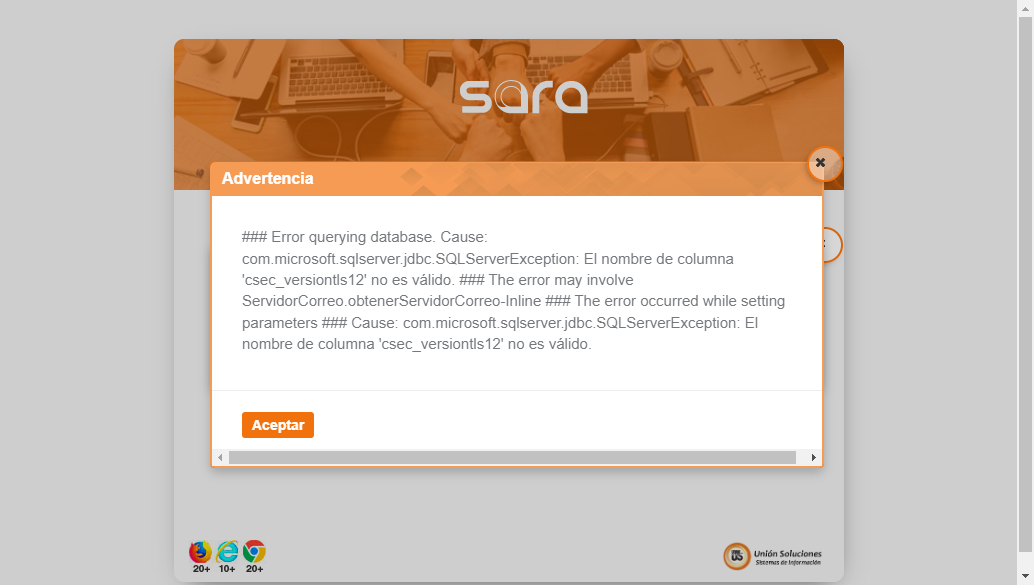 sara
Advertencia
### Error querying database. Cause:
com.microsoft.sqlserver.jdbc.SQLServerException: El nombre de columna
'csec_versiontls12' no es válido. ### The error may involve
ServidorCorreo.obtenerServidorCorreo-Inline ### The error occurred while setting
parameters ### Cause: com.microsoft.sqlserver.jdbc.SQLServerException: El
nombre de columna 'csec_versiontls12' no es válido.
Aceptar
20+ 10+ 20+
Unión Soluciones
Sistemas de Información